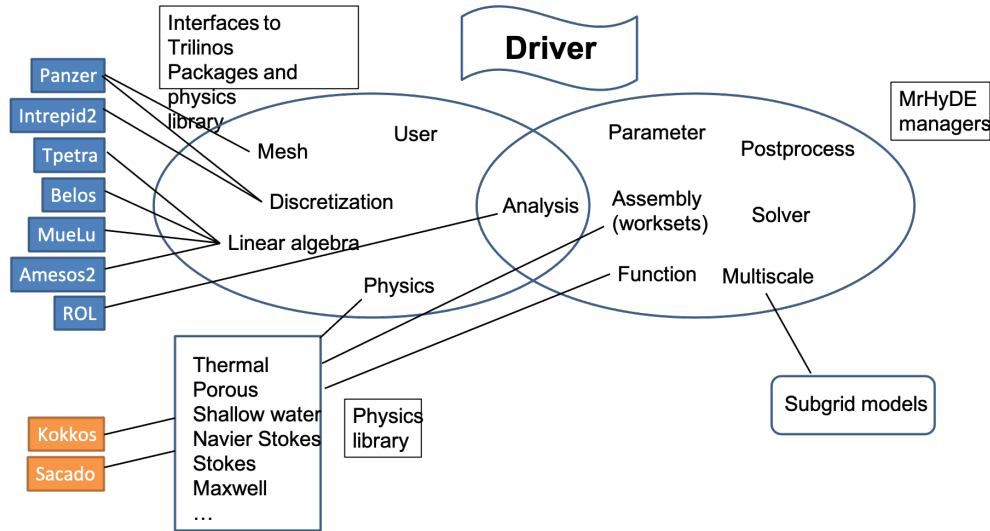 Interfaces to
Trilinos
Packages and
physics
library
Driver
MrHyDE
managers
Panzer
Intrepid2
Tpetra
Belos
MueLu
Amesos2
ROL
User
Mesh
Discretization
Linear algebra
Physics
Analysis
Parameter
Postprocess
Assembly
(worksets)
Solver
Function
Multiscale
Subgrid models
Thermal
Porous
Shallow water
Navier Stokes
Stokes
Maxwell
…
Physics
library
Kokkos
Sacado